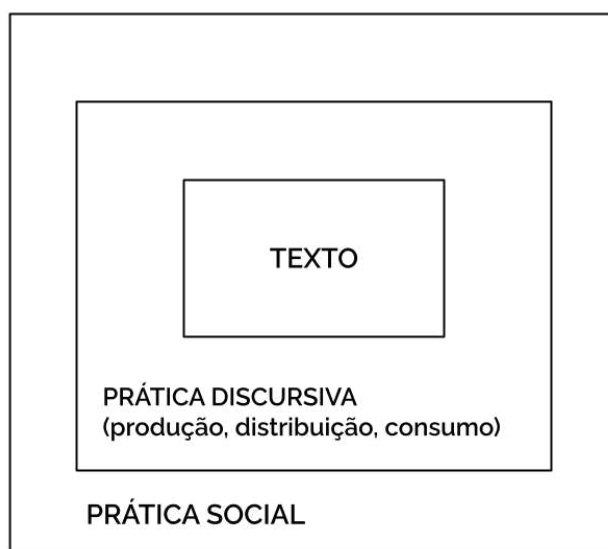 TEXTO
PRÁTICA DISCURSIVA
(produção, distribuição, consumo)
PRÁTICA SOCIAL